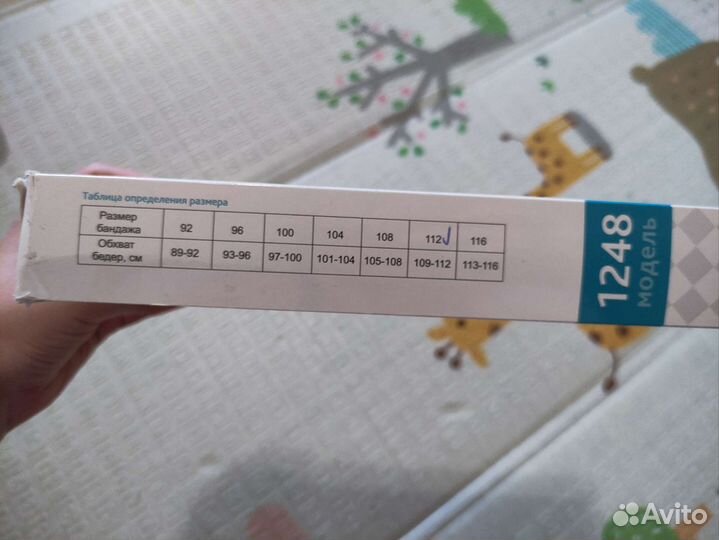 Таблица определения размера
Размер бандажа 92 96 100 104 108 112 116
Обхват бедер, см 89-92 93-96 97-100 101-104 105-108 109-112 113-116
1248
модель
Avito